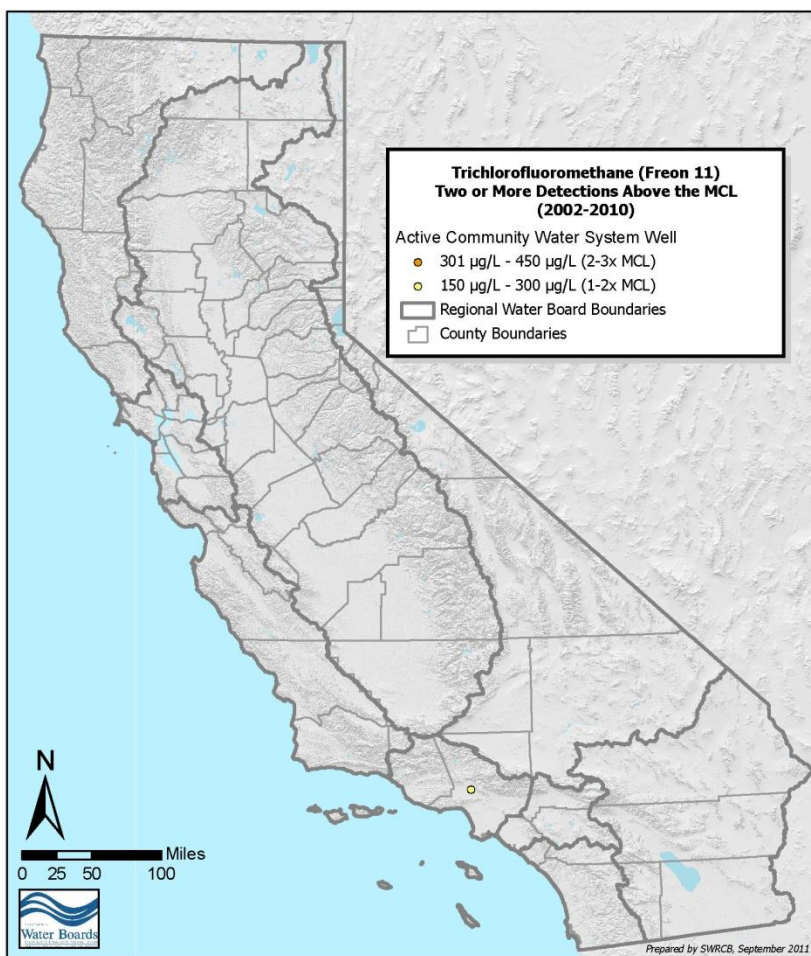 Trichlorofluoromethane (Freon 11)
Two or More Detections Above the MCL
(2002-2010)
Active Community Water System Well
301 µg/L - 450 µg/L (2-3x MCL)
150 µg/L - 300 µg/L (1-2x MCL)
Regional Water Board Boundaries
County Boundaries
N
Miles
0 25 50 100
Water Boards
Prepared by SWRCB, September 2011